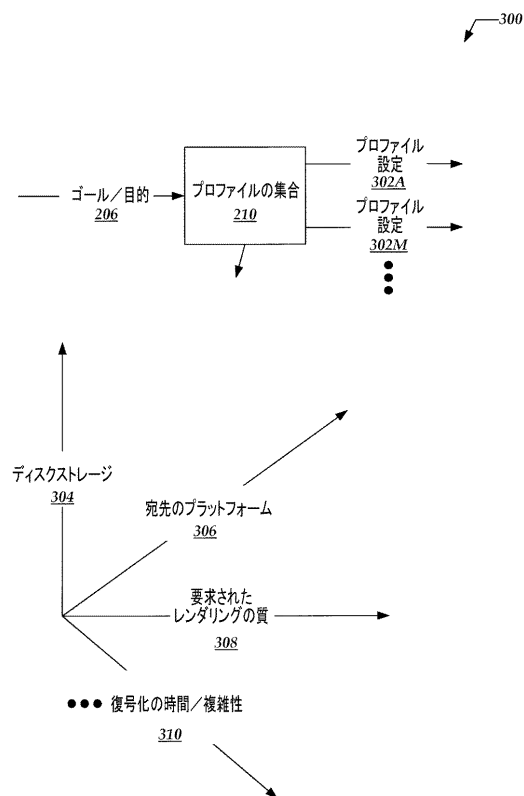 300
ゴール／目的
206
プロファイルの集合
210
プロファイル
設定
302A
プロファイル
設定
302M
ディスクストレージ
304
宛先のプラットフォーム
306
要求された
レンダリングの質
308
復号化の時間／複雑性
310